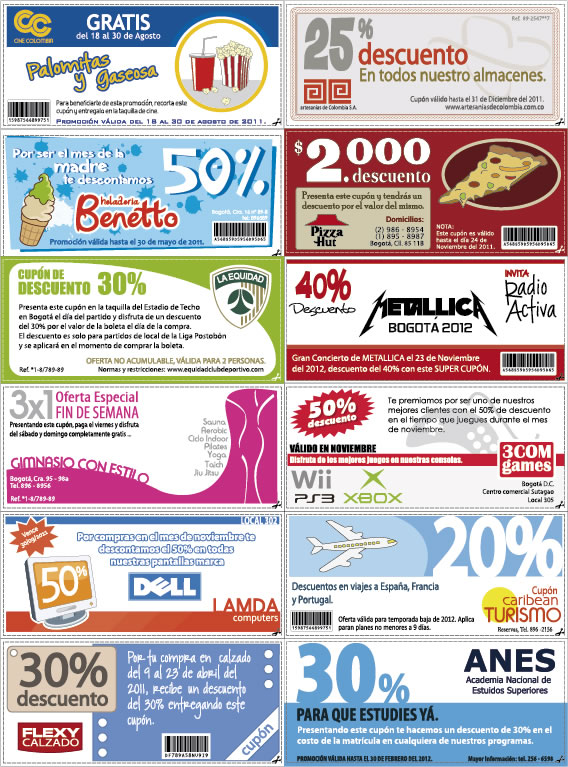 CINE COLOMBIA
GRATIS
del 18 al 30 de Agosto
Palomitas
y gaseosa
15987546899751
Para beneficiarte de esta promoción, recorta este
cupón y entregalo en la taquilla de cine.
PROMOCIÓN VÁLIDA DEL 18 AL 30 DE AGOSTO DE 2011.
25% descuento
En todos nuestro almacenes.
artesanías de Colombia S.A.
Cupón válido hasta el 31 de Diciembre del 2011.
www.artesaniasdecolombia.com.co
Por ser el mes de la
madre
te descontamos
50%
heladería
Benetto
Promoción válida hasta el 30 de mayo de 2011.
$2.000
descuento
Presenta este cupón y tendrás un
descuento por el valor del mismo.
Pizza
Hut
Domicilios:
(2) 986 - 8954
(1) 895 - 8987
Bogotá, Cll. 85 11B
NOTA:
Este cupón es válido
hasta el día 24 de
Noviembre del 2011.
CUPÓN DE
DESCUENTO 30%
LA EQUIDAD
Presenta este cupón en la taquilla del Estadio de Techo
en Bogotá el día del partido y disfruta de un descuento
del 30% por el valor de la boleta el día de la compra.
El descuento es solo para partidos de local de la Liga Postobón
y se aplicará en el momento de comprar la boleta.
OFERTA NO ACUMULABLE, VÁLIDA PARA 2 PERSONAS.
Ref. *1-8/789-89
Normas y restricciones: www.equidadclubdeportivo.com
40%
Descuento
METALLICA
BOGOTÁ 2012
INVITA:
Radio
Activa
Gran Concierto de METALLICA el 23 de Noviembre
del 2012, descuento del 40% con este SUPER CUPÓN.
3x1 Oferta Especial
FIN DE SEMANA
Presentando este cupón, paga el viernes y disfruta
del sábado y domingo completamente gratis ...
Sauna
Aerobic
Ciclo Indoor
Pilates
Yoga
Taich
Jiu Jitsu
GIMNASIO CON ESTILO
Bogotá, Cra. 95 - 98a
Tel. 896 - 8956
Ref. *1-8/789-89
50%
descuento
Te premiamos por ser uno de nuestros
mejores clientes con el 50% de descuento
en el tiempo que juegues durante el mes
de noviembre.
VÁLIDO EN NOVIEMBRE
Disfruta de los mejores juegos en nuestras consolas.
3COM
games
Wii
PS3 XBOX
Bogotá D.C.
Centro comercial Sutagao
Local 305
LOCAL 302
Por compras en el mes de noviembre te
descontamos el 50% en todas
nuestras pantallas marca
50%
DELL
LAMDA
computers
20%
Descuentos en viajes a España, Francia
y Portugal.
Cupón
caribean
TURISMO
15987546899751
Oferta válida para temporada baja de 2012. Aplica
paran planes no menores a 9 días.
Reservas, Tel. 896 - 2136
30%
descuento
FLEXY
CALZADO
Por tu compra en calzado
del 9 al 23 de abril del
2011, recibe un descuento
del 30% entregando este
cupón.
DF789A58BW919
cupón
30%
ANES
Academia Nacional de
Estudios Superiores
PARA QUE ESTUDIES YÁ.
Presentando este cupón te hacemos un descuento de 30% en el
costo de la matrícula en cualquiera de nuestros programas.
PROMOCIÓN VÁLIDA HASTA EL 30 DE FEBRERO DEL 2012.
Mayor Información: tel. 256 - 6398